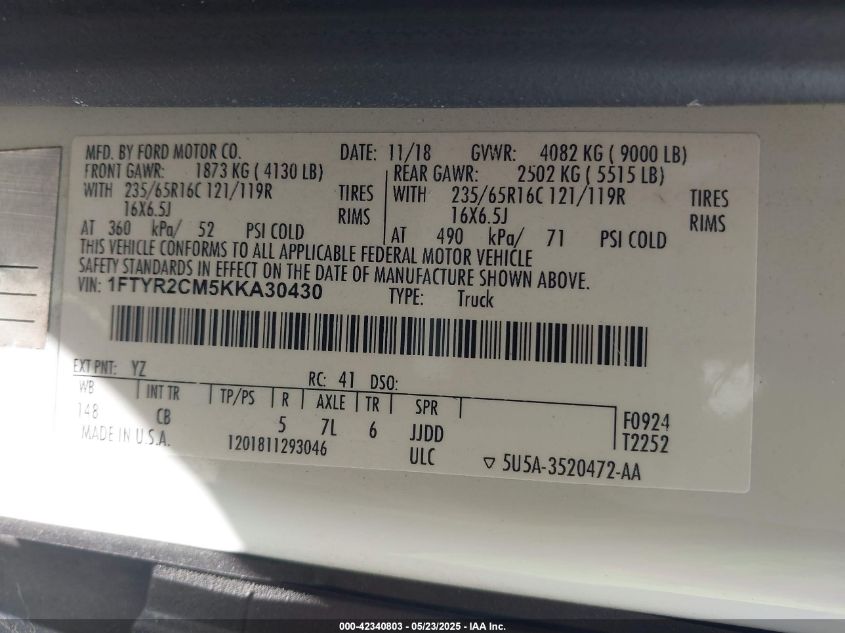 MFD. BY FORD MOTOR CO. DATE: 11/18 GVWR: 4082 KG ( 9000 LB)
FRONT GAWR: 1873 KG ( 4130 LB) REAR GAWR: 2502 KG ( 5515 LB)
WITH 235/65R16C 121/119R TIRES WITH 235/65R16C 121/119R TIRES
16X6.5J RIMS 16X6.5J RIMS
AT 360 kPa/ 52 PSI COLD AT 490 kPa/ 71 PSI COLD
THIS VEHICLE CONFORMS TO ALL APPLICABLE FEDERAL MOTOR VEHICLE
SAFETY STANDARDS IN EFFECT ON THE DATE OF MANUFACTURE SHOWN ABOVE.
VIN: 1FTYR2CM5KKA30430 TYPE: Truck
EXT PNT: YZ RC: 41 DSO:
WB INT TR TP/PS R AXLE TR SPR
148 CB 5 7L 6 JJDD F0924
MADE IN U.S.A. 1201811293046 ULC T2252
▽ 5U5A-3520472-AA
000-42340803 - 05/23/2025 - IAA Inc.